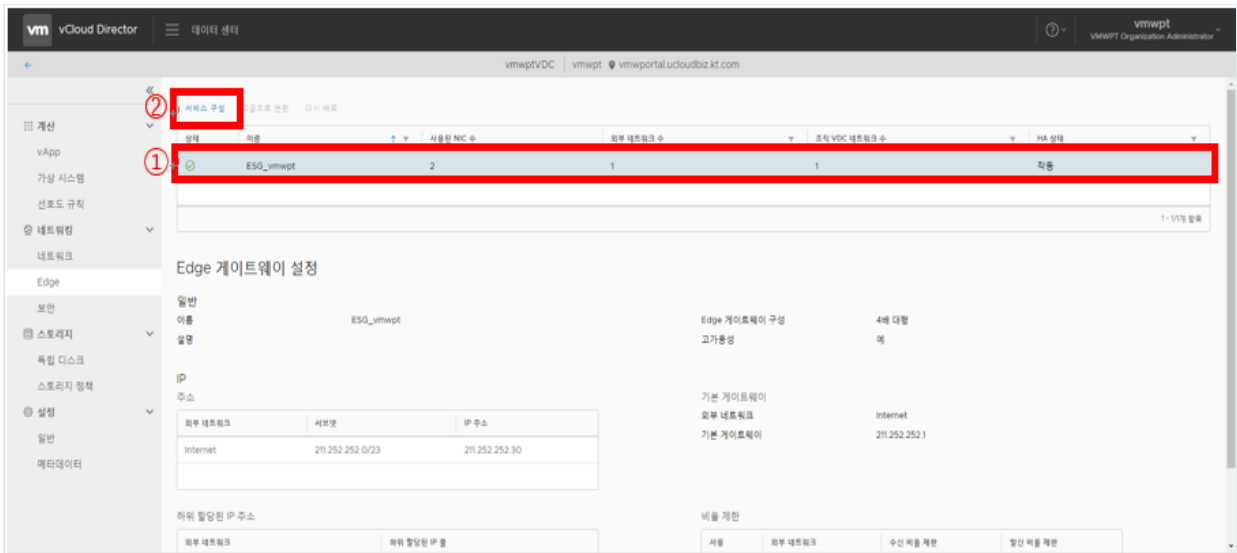 vm vCloud Director 데이터 센터 vmwpt
VMWPT Organization Administrator
vmwptVDC vmwpt vmwportal.ucloudbiz.kt.com
② 서비스 구성 고급으로 변환 다시 배포
상태 이름 사용된 NIC 수 외부 네트워크 수 조직 VDC 네트워크 수 HA 상태
① ESG_vmwpt 2 1 1 작동
1 - 1/1개 항목
계산
vApp
가상 시스템
선호도 규칙
네트워킹
네트워크
Edge
보안
스토리지
독립 디스크
스토리지 정책
설정
일반
메타데이터
Edge 게이트웨이 설정
일반
이름 ESG_vmwpt Edge 게이트웨이 구성 4배 대형
설명 고가용성 예
IP
주소 기본 게이트웨이
외부 네트워크 서브넷 IP 주소 외부 네트워크 Internet
Internet 211.252.252.0/23 211.252.252.30 기본 게이트웨이 211.252.252.1
하위 할당된 IP 주소 비율 제한
외부 네트워크 하위 할당된 IP 풀 사용 외부 네트워크 수신 비율 제한 발신 비율 제한